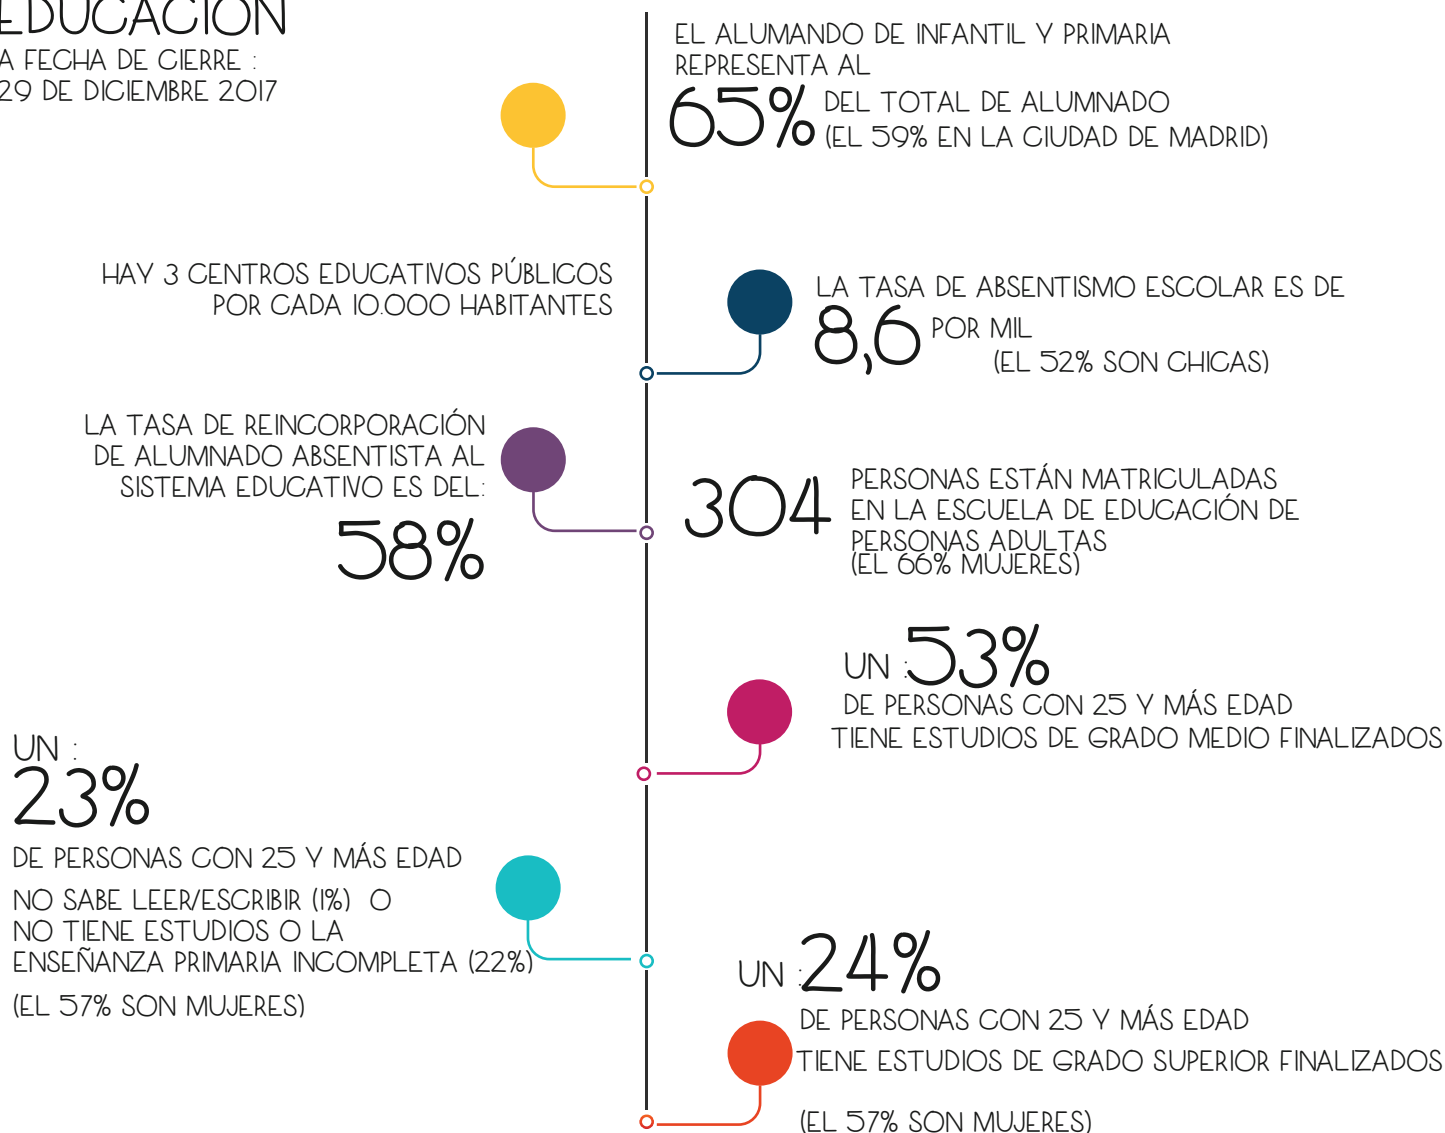 EDUCACIÓN
A FECHA DE CIERRE :
29 DE DICIEMBRE 2017
EL ALUMANDO DE INFANTIL Y PRIMARIA
REPRESENTA AL
65% DEL TOTAL DE ALUMNADO
(EL 59% EN LA CIUDAD DE MADRID)
HAY 3 CENTROS EDUCATIVOS PÚBLICOS
POR CADA 10.000 HABITANTES
LA TASA DE ABSENTISMO ESCOLAR ES DE
8,6 POR MIL
(EL 52% SON CHICAS)
LA TASA DE REINCORPORACIÓN
DE ALUMNADO ABSENTISTA AL
SISTEMA EDUCATIVO ES DEL:
58%
304 PERSONAS ESTÁN MATRICULADAS
EN LA ESCUELA DE EDUCACIÓN DE
PERSONAS ADULTAS
(EL 66% MUJERES)
UN : 53%
DE PERSONAS CON 25 Y MÁS EDAD
TIENE ESTUDIOS DE GRADO MEDIO FINALIZADOS
UN :
23%
DE PERSONAS CON 25 Y MÁS EDAD
NO SABE LEER/ESCRIBIR (1%) O
NO TIENE ESTUDIOS O LA
ENSEÑANZA PRIMARIA INCOMPLETA (22%)
(EL 57% SON MUJERES)
UN : 24%
DE PERSONAS CON 25 Y MÁS EDAD
TIENE ESTUDIOS DE GRADO SUPERIOR FINALIZADOS
(EL 57% SON MUJERES)